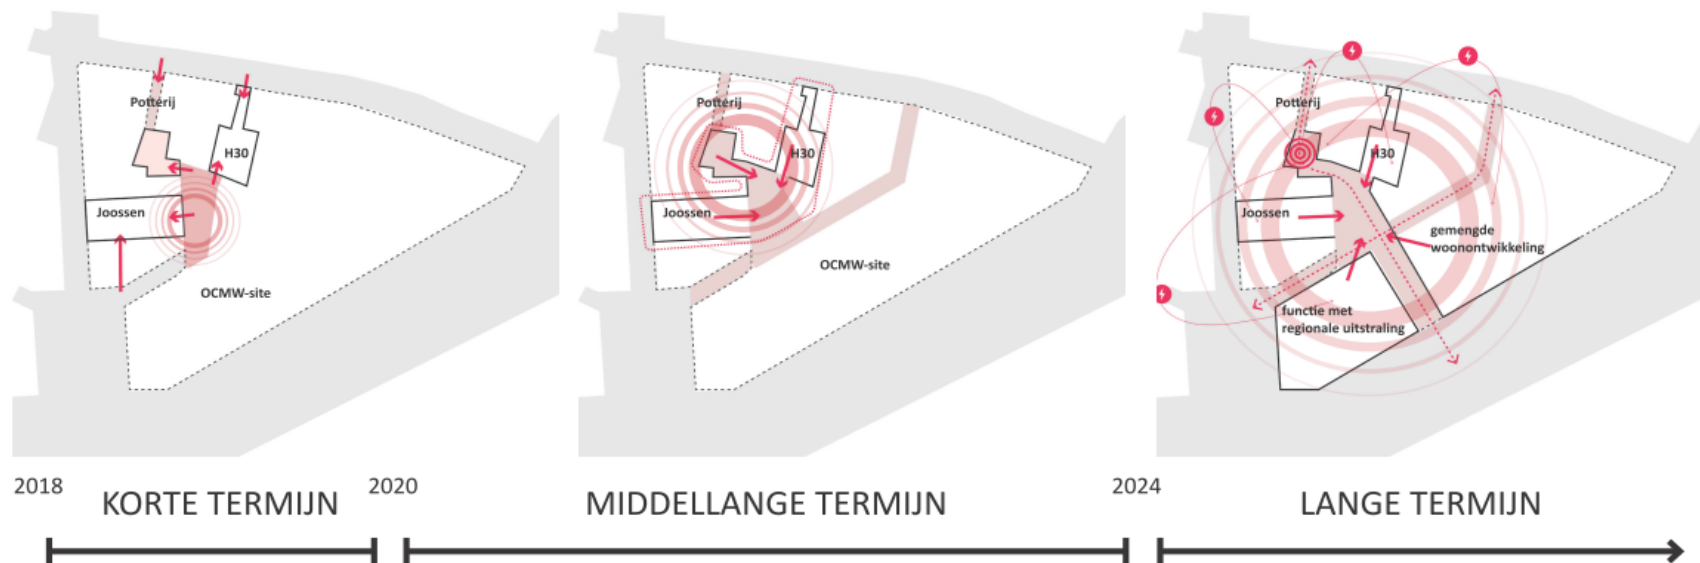 Potterij
H30
Joossen
OCMW-site
Potterij
H30
Joossen
OCMW-site
Potterij
H30
Joossen
gemengde
woonontwikkeling
functie met
regionale uitstraling
2018
KORTE TERMIJN
2020
MIDDELLANGE TERMIJN
2024
LANGE TERMIJN